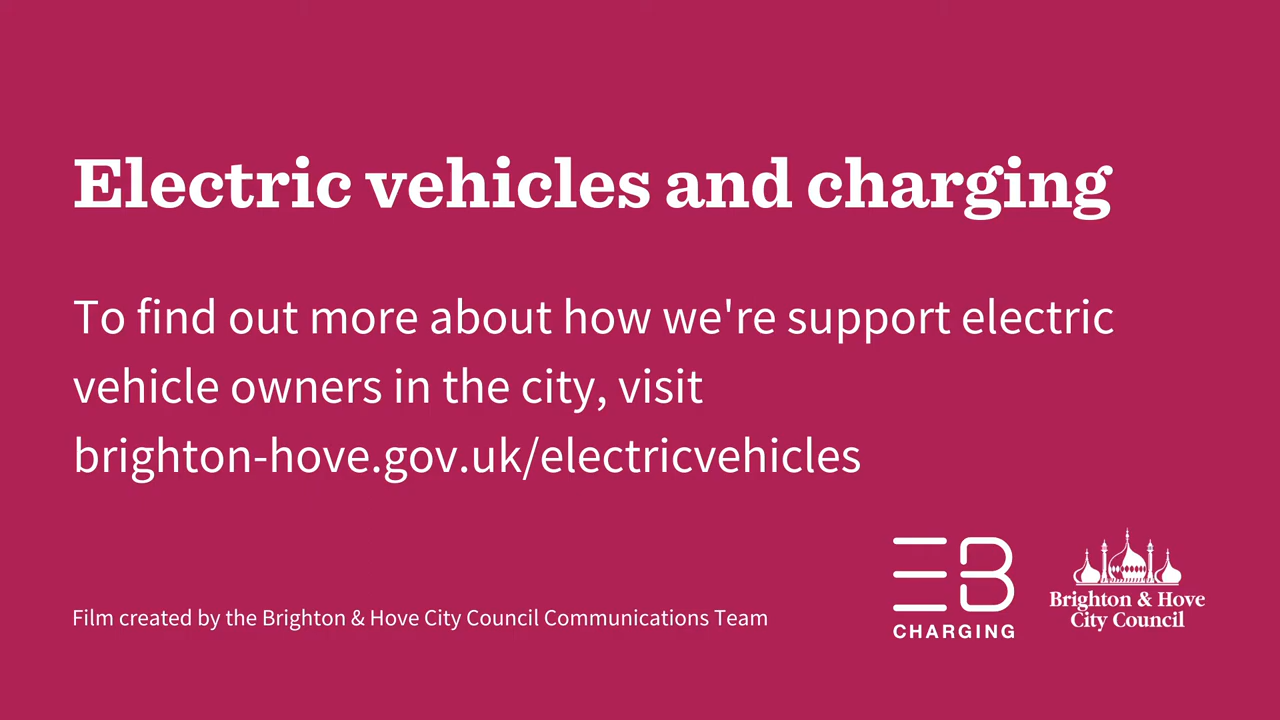 Electric vehicles and charging
To find out more about how we're support electric
vehicle owners in the city, visit
brighton-hove.gov.uk/electricvehicles
Film created by the Brighton & Hove City Council Communications Team
EB
CHARGING
Brighton & Hove
City Council